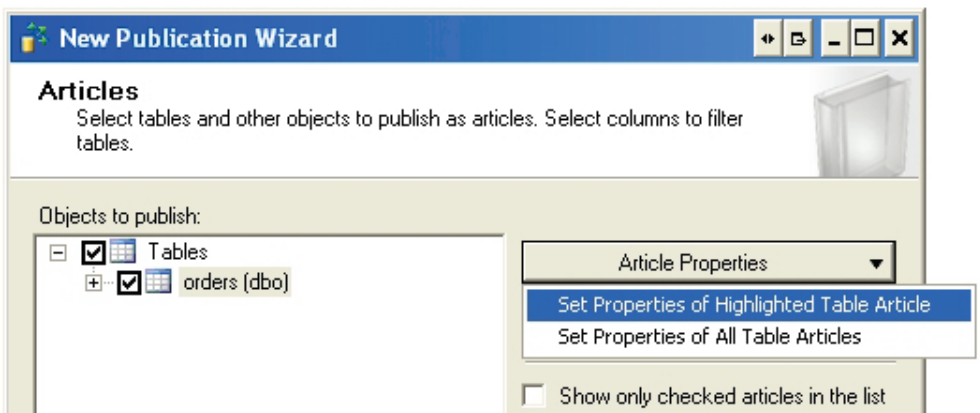 New Publication Wizard
Articles
Select tables and other objects to publish as articles. Select columns to filter
tables.
Objects to publish:
Tables
orders (dbo)
Article Properties
Set Properties of Highlighted Table Article
Set Properties of All Table Articles
Show only checked articles in the list